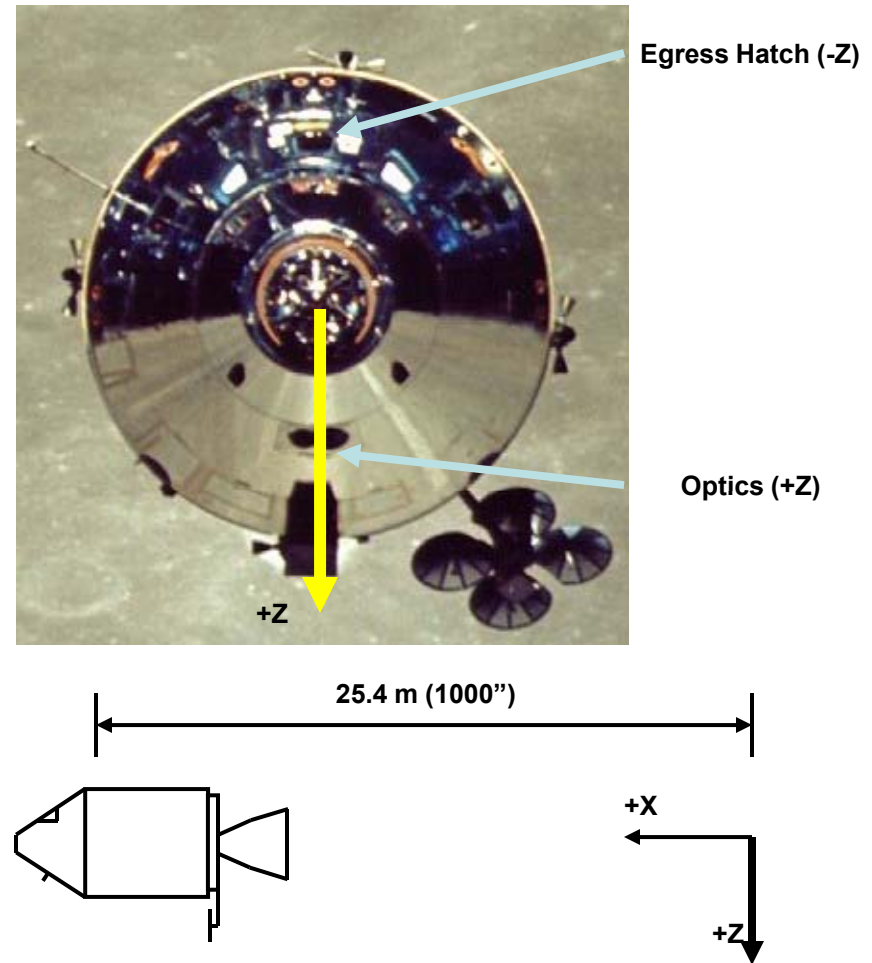 Egress Hatch (-Z)
Optics (+Z)
+Z
25.4 m (1000”)
+X
+Z